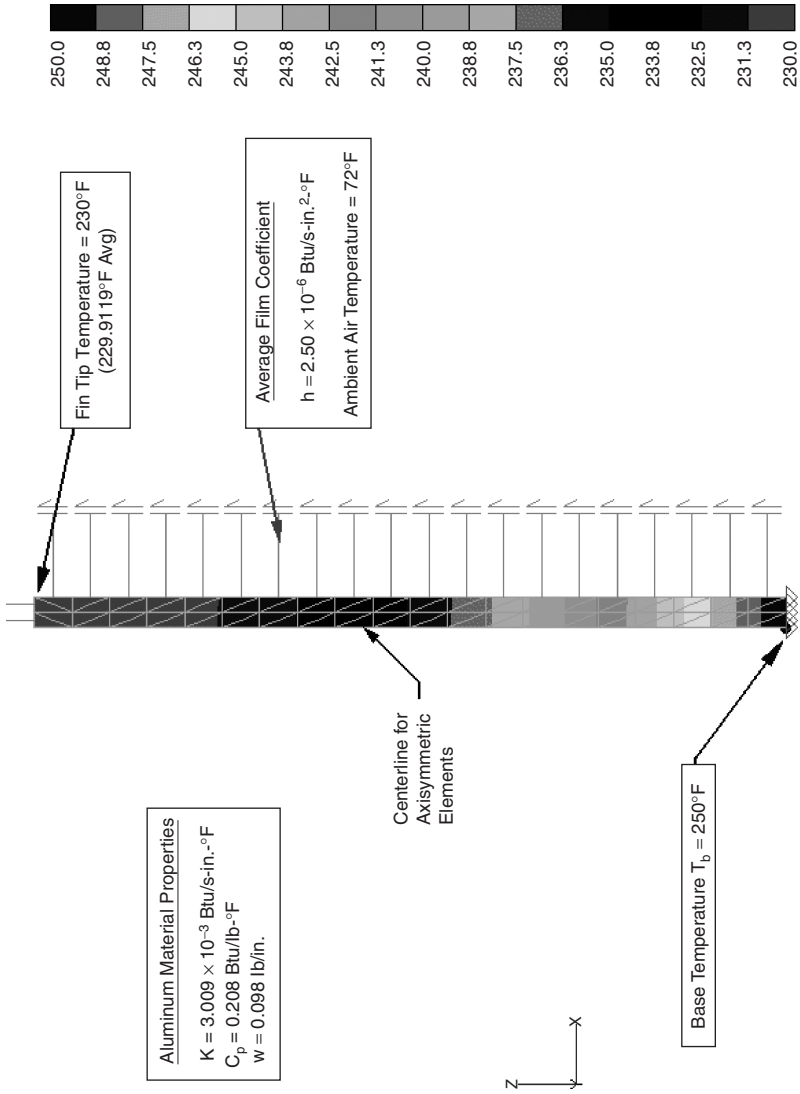 Fin Tip Temperature = 230°F
(229.9119°F Avg)
Average Film Coefficient
h = 2.50 × 10⁻⁶ Btu/s-in.²-°F
Ambient Air Temperature = 72°F
Aluminum Material Properties
K = 3.009 × 10⁻³ Btu/s-in.-°F
Cₚ = 0.208 Btu/lb-°F
w = 0.098 lb/in.
Centerline for
Axisymmetric
Elements
Base Temperature T_b = 250°F
Z
Y
X
250.0
248.8
247.5
246.3
245.0
243.8
242.5
241.3
240.0
238.8
237.5
236.3
235.0
233.8
232.5
231.3
230.0